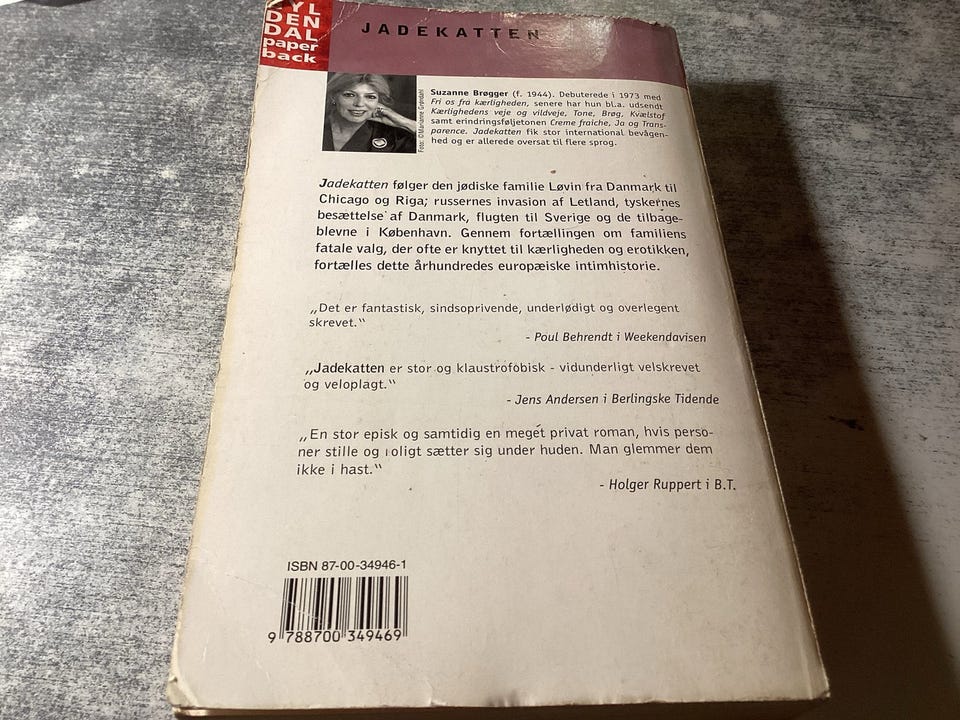 GYL
DEN
DAL
paper
back
JADEKATTEN
Suzanne Brøgger (f. 1944). Debuterede i 1973 med
Fri os fra kærligheden, senere har hun bl.a. udsendt
Kærlighedens veje og vildveje, Tone, Brøg, Kvælstof
samt erindringsføljetonen Creme fraiche, Ja og Trans-
parence. Jadekatten fik stor international bevågen-
hed og er allerede oversat til flere sprog.
Foto: ©Marianne Grøndahl
Jadekatten følger den jødiske familie Løvin fra Danmark til
Chicago og Riga; russernes invasion af Letland, tyskernes
besættelse af Danmark, flugten til Sverige og de tilbage-
blevne i København. Gennem fortællingen om familiens
fatale valg, der ofte er knyttet til kærligheden og erotikken,
fortælles dette århundredes europæiske intimhistorie.
„Det er fantastisk, sindsoprivende, underlødigt og overlegent
skrevet.“
- Poul Behrendt i Weekendavisen
„Jadekatten er stor og klaustrofobisk - vidunderligt velskrevet
og veloplagt.“
- Jens Andersen i Berlingske Tidende
„En stor episk og samtidig en meget privat roman, hvis perso-
ner stille og roligt sætter sig under huden. Man glemmer dem
ikke i hast.“
- Holger Ruppert i B.T.
ISBN 87-00-34946-1
9 788700 349469